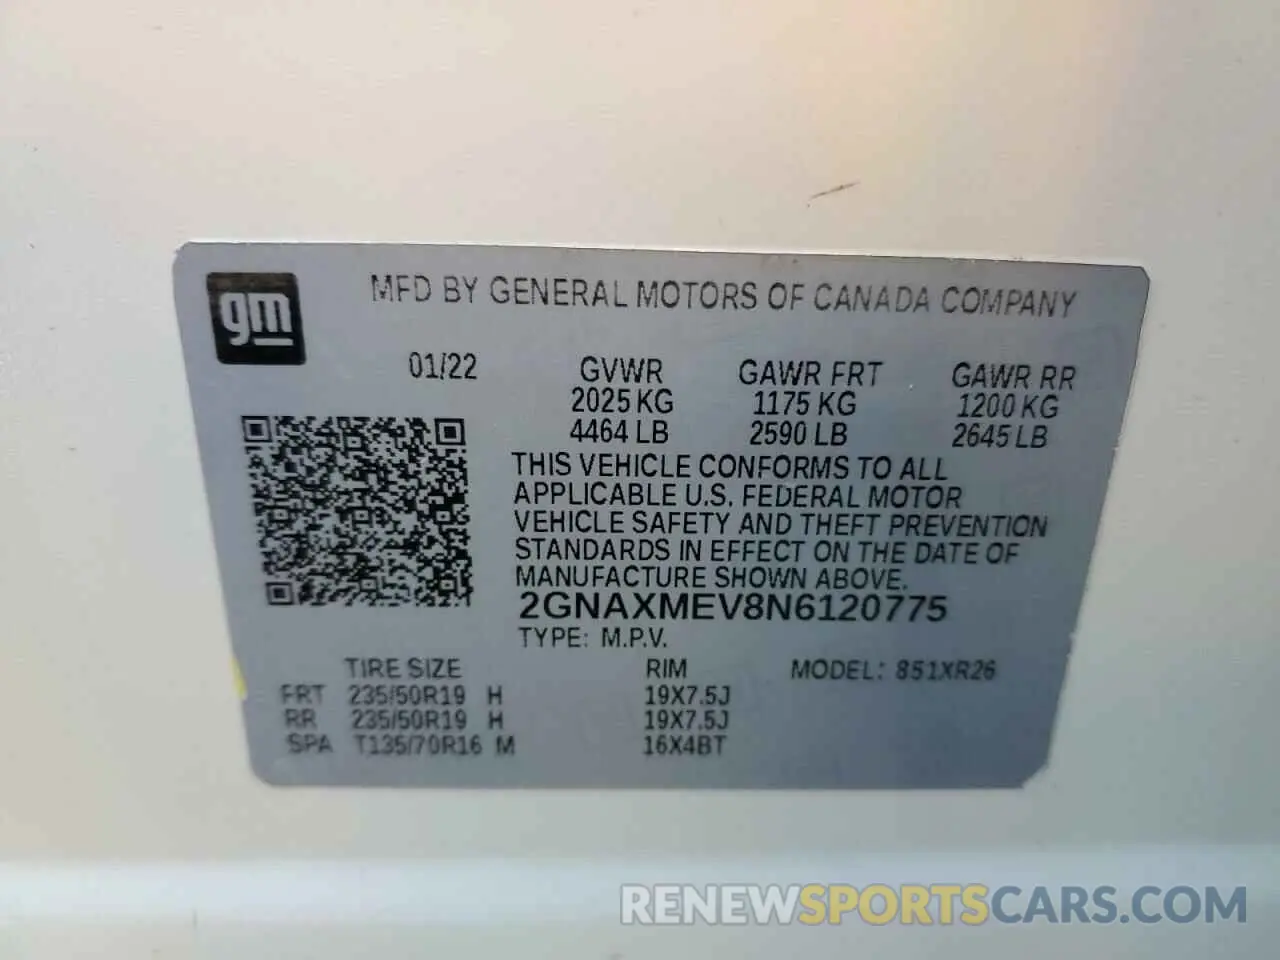 gm
MFD BY GENERAL MOTORS OF CANADA COMPANY
01/22 GVWR GAWR FRT GAWR RR
2025 KG 1175 KG 1200 KG
4464 LB 2590 LB 2645 LB
THIS VEHICLE CONFORMS TO ALL
APPLICABLE U.S. FEDERAL MOTOR
VEHICLE SAFETY AND THEFT PREVENTION
STANDARDS IN EFFECT ON THE DATE OF
MANUFACTURE SHOWN ABOVE.
2GNAXMEV8N6120775
TYPE: M.P.V.
TIRE SIZE RIM MODEL: 851XR26
FRT 235/50R19 H 19X7.5J
RR 235/50R19 H 19X7.5J
SPA T135/70R16 M 16X4BT
RENEWSPORTSCARS.COM